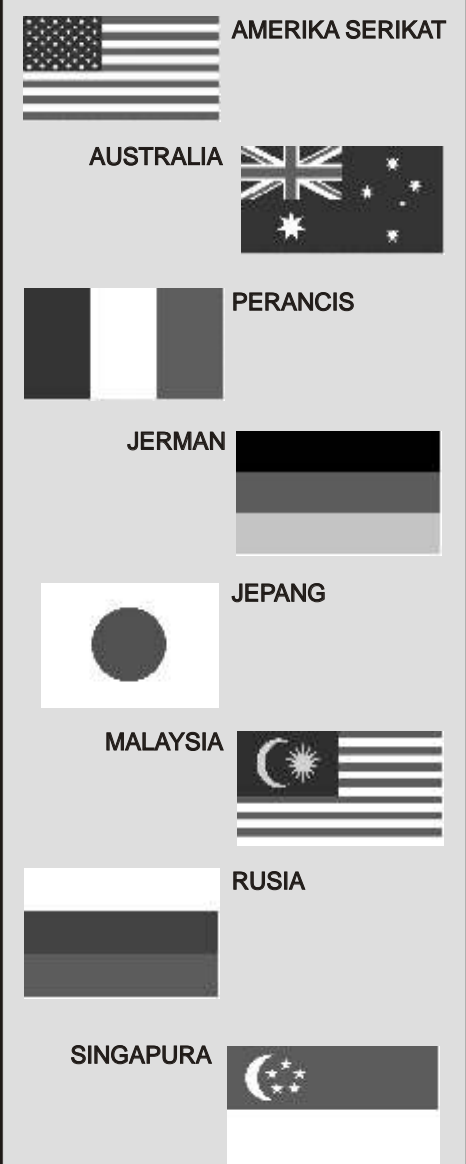 AMERIKA SERIKAT
AUSTRALIA
PERANCIS
JERMAN
JEPANG
MALAYSIA
RUSIA
SINGAPURA